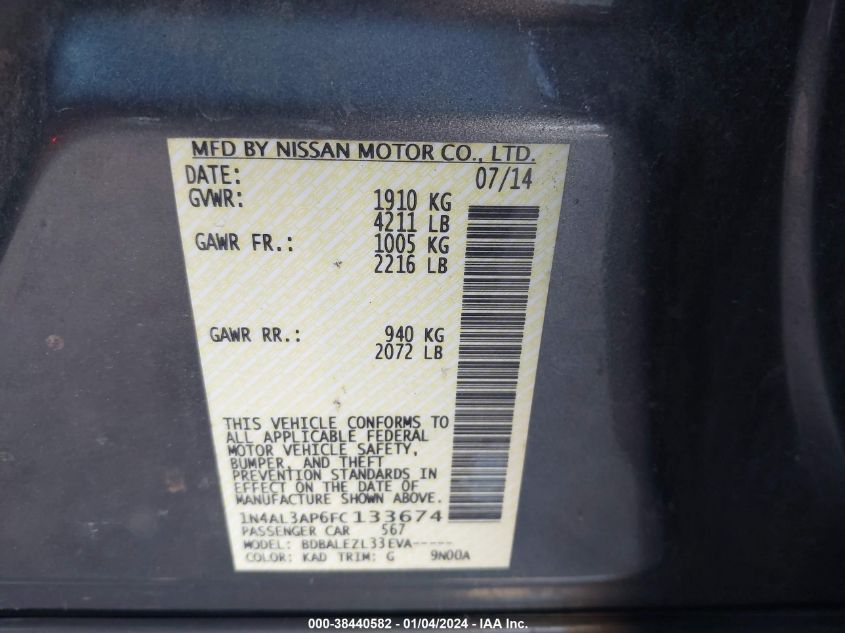 MFD BY NISSAN MOTOR CO., LTD.
DATE: 07/14
GVWR: 1910 KG
4211 LB
GAWR FR.: 1005 KG
2216 LB
GAWR RR.: 940 KG
2072 LB
THIS VEHICLE CONFORMS TO
ALL APPLICABLE FEDERAL
MOTOR VEHICLE SAFETY,
BUMPER, AND THEFT
PREVENTION STANDARDS IN
EFFECT ON THE DATE OF
MANUFACTURE SHOWN ABOVE.
1N4AL3AP6FC133674
PASSENGER CAR 567
MODEL: BDBALEZL33EVA-----
COLOR: KAD TRIM: G 9N00A
000-38440582 - 01/04/2024 - IAA Inc.